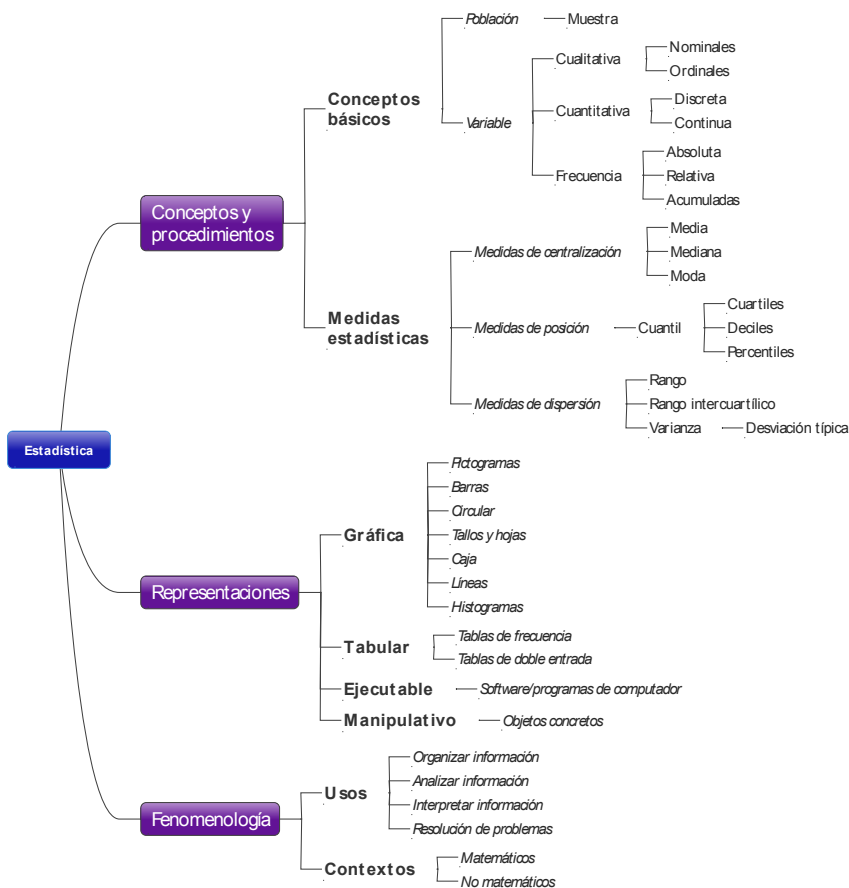 Estadística
Conceptos y
procedimientos
Conceptos
básicos
Población
Muestra
Variable
Cualitativa
Nominales
Ordinales
Cuantitativa
Discreta
Continua
Frecuencia
Absoluta
Relativa
Acumuladas
Medidas
estadísticas
Medidas de centralización
Media
Mediana
Moda
Medidas de posición
Cuantil
Cuartiles
Deciles
Percentiles
Medidas de dispersión
Rango
Rango intercuartílico
Varianza
Desviación típica
Representaciones
Gráfica
Pictogramas
Barras
Circular
Tallos y hojas
Caja
Líneas
Histogramas
Tabular
Tablas de frecuencia
Tablas de doble entrada
Ejecutable
Software/programas de computador
Manipulativo
Objetos concretos
Fenomenología
Usos
Organizar información
Analizar información
Interpretar información
Resolución de problemas
Contextos
Matemáticos
No matemáticos